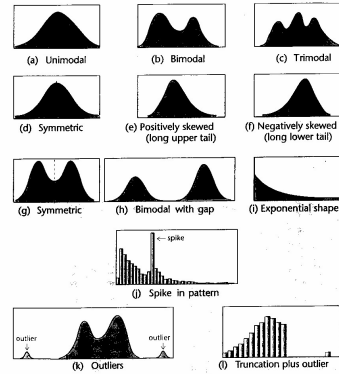 (a) Unimodal
(b) Bimodal
(c) Trimodal
(d) Symmetric
(e) Positively skewed
(long upper tail)
(f) Negatively skewed
(long lower tail)
(g) Symmetric
(h) Bimodal with gap
(i) Exponential shape
spike
(j) Spike in pattern
outlier
outlier
(k) Outliers
(l) Truncation plus outlier